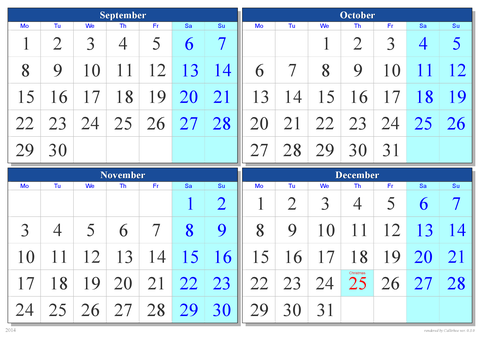 September
Mo Tu We Th Fr Sa Su
1 2 3 4 5 6 7
8 9 10 11 12 13 14
15 16 17 18 19 20 21
22 23 24 25 26 27 28
29 30
October
Mo Tu We Th Fr Sa Su
1 2 3 4 5
6 7 8 9 10 11 12
13 14 15 16 17 18 19
20 21 22 23 24 25 26
27 28 29 30 31
November
Mo Tu We Th Fr Sa Su
1 2
3 4 5 6 7 8 9
10 11 12 13 14 15 16
17 18 19 20 21 22 23
24 25 26 27 28 29 30
December
Mo Tu We Th Fr Sa Su
1 2 3 4 5 6 7
8 9 10 11 12 13 14
15 16 17 18 19 20 21
Christmas
22 23 24 25 26 27 28
29 30 31
2014